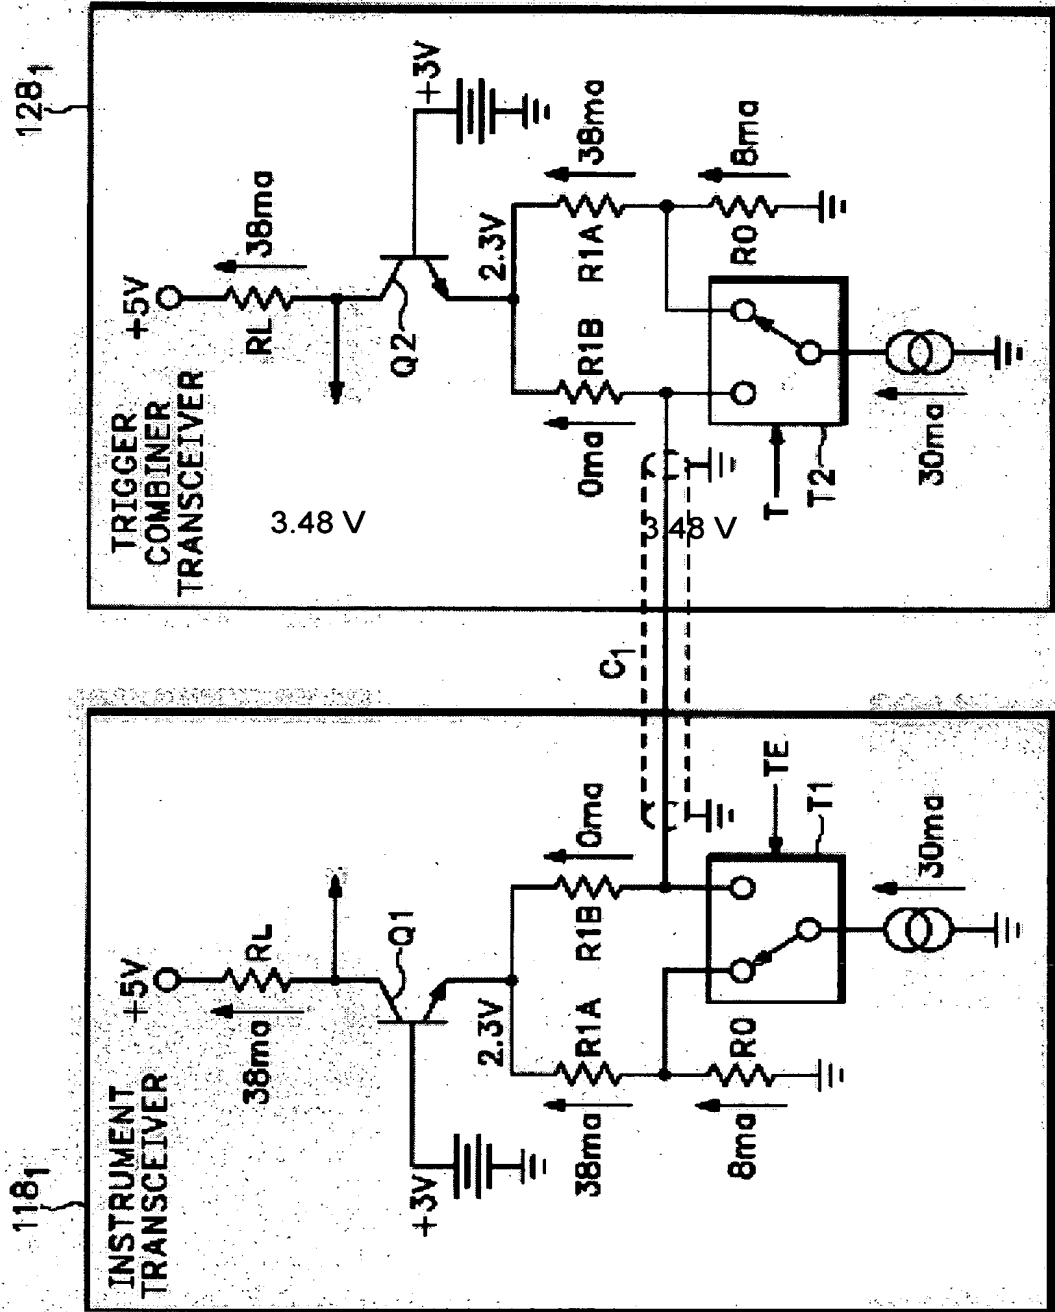 118₁
INSTRUMENT
TRANSCEIVER
+5V
38ma
RL
Q1
+3V
2.3V
38ma
R1A
R1B
0ma
8ma
R0
TE
T1
30ma
C₁
128₁
TRIGGER
COMBINER
TRANSCEIVER
3.48 V
3.48 V
+5V
RL
38ma
Q2
+3V
2.3V
0ma
R1B
R1A
38ma
R0
8ma
T
T2
30ma